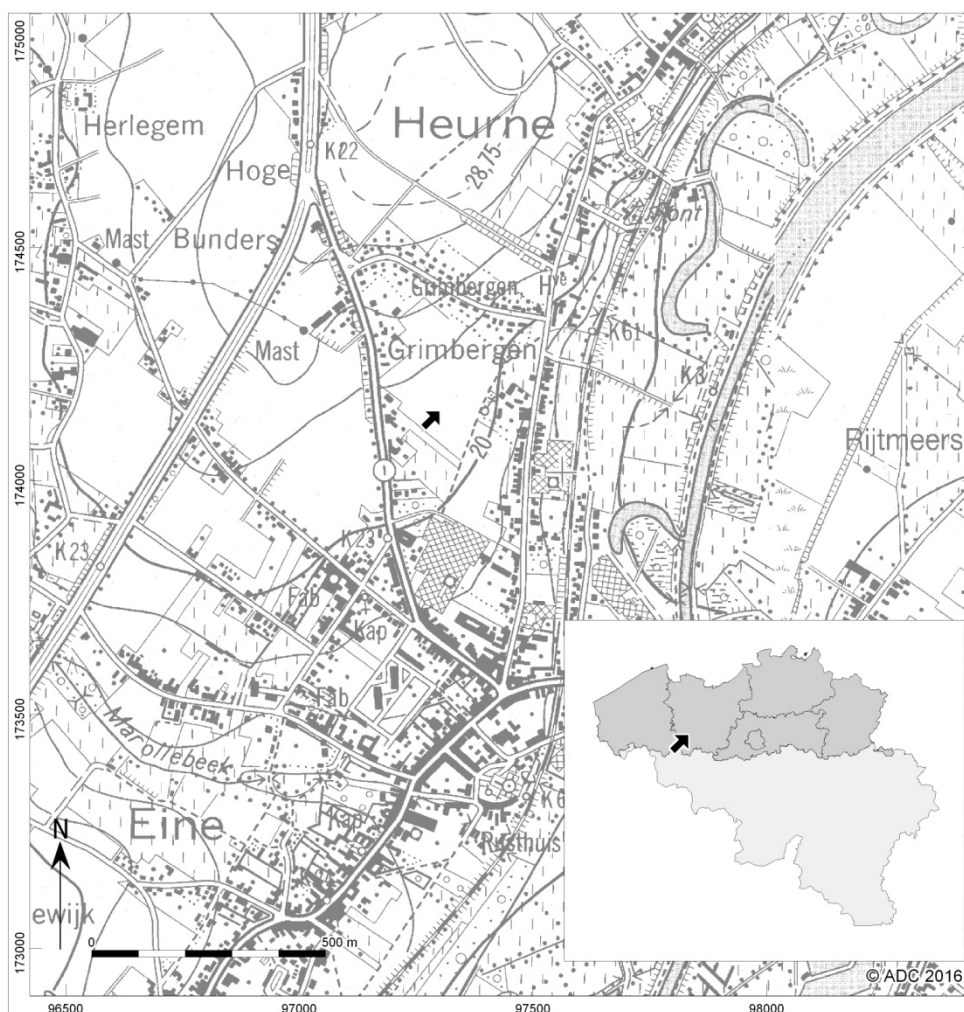 175000
174500
174000
173500
173000
Herlegem
Heurne
K22
Hoge
28,75
Bunders
Mast
Mast
Grimbergen
Hve
K61
Grimbergen
K3
20
Rijtmeers
1
K23
K23
Fab
Kap
Fab
Marollebeek
Eine
Kap
Rusthuis
N
ewijk
0
500 m
© ADC 2016
96500
97000
97500
98000